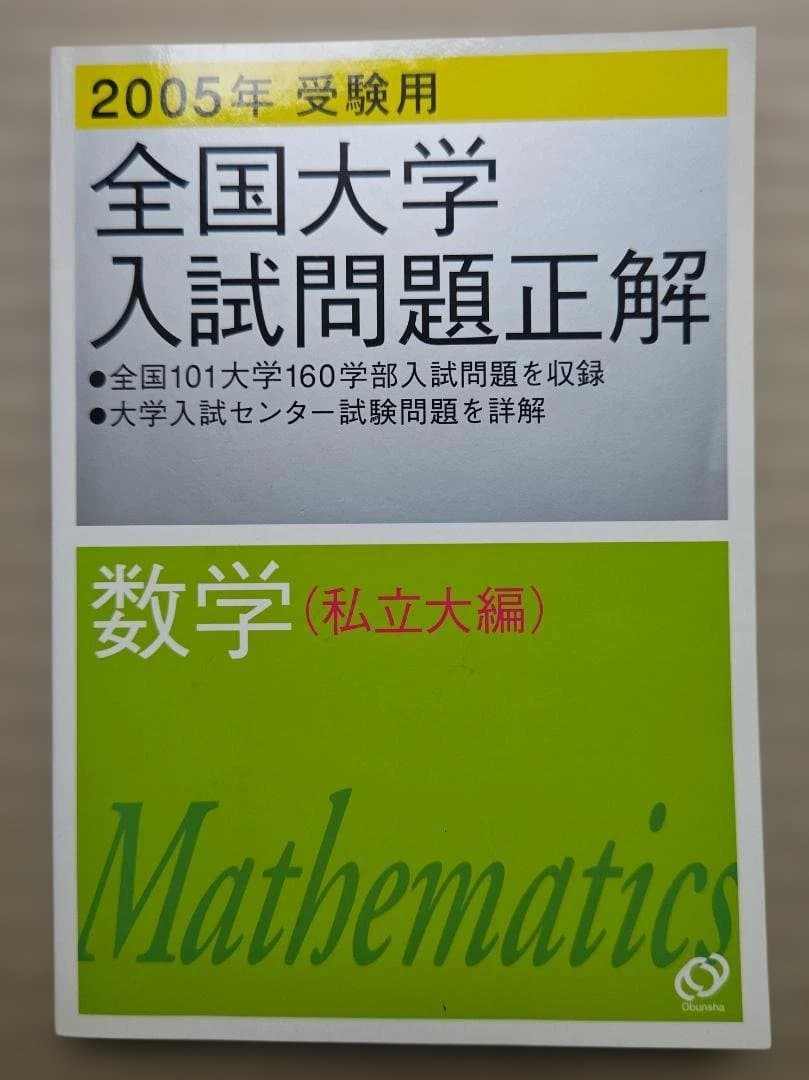 2005年 受験用
全国大学
入試問題正解
●全国101大学160学部入試問題を収録
●大学入試センター試験問題を詳解
数学(私立大編)
Mathematics
Obunsha